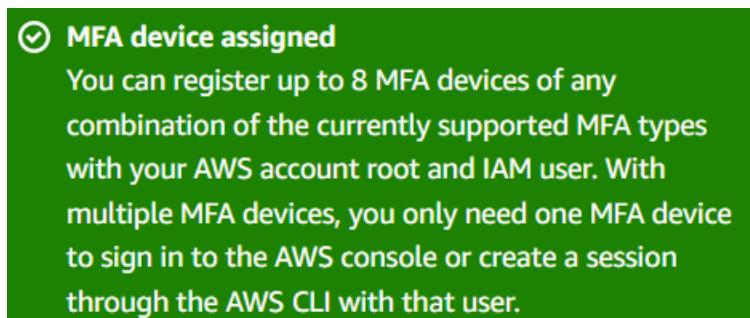 MFA device assigned
You can register up to 8 MFA devices of any
combination of the currently supported MFA types
with your AWS account root and IAM user. With
multiple MFA devices, you only need one MFA device
to sign in to the AWS console or create a session
through the AWS CLI with that user.